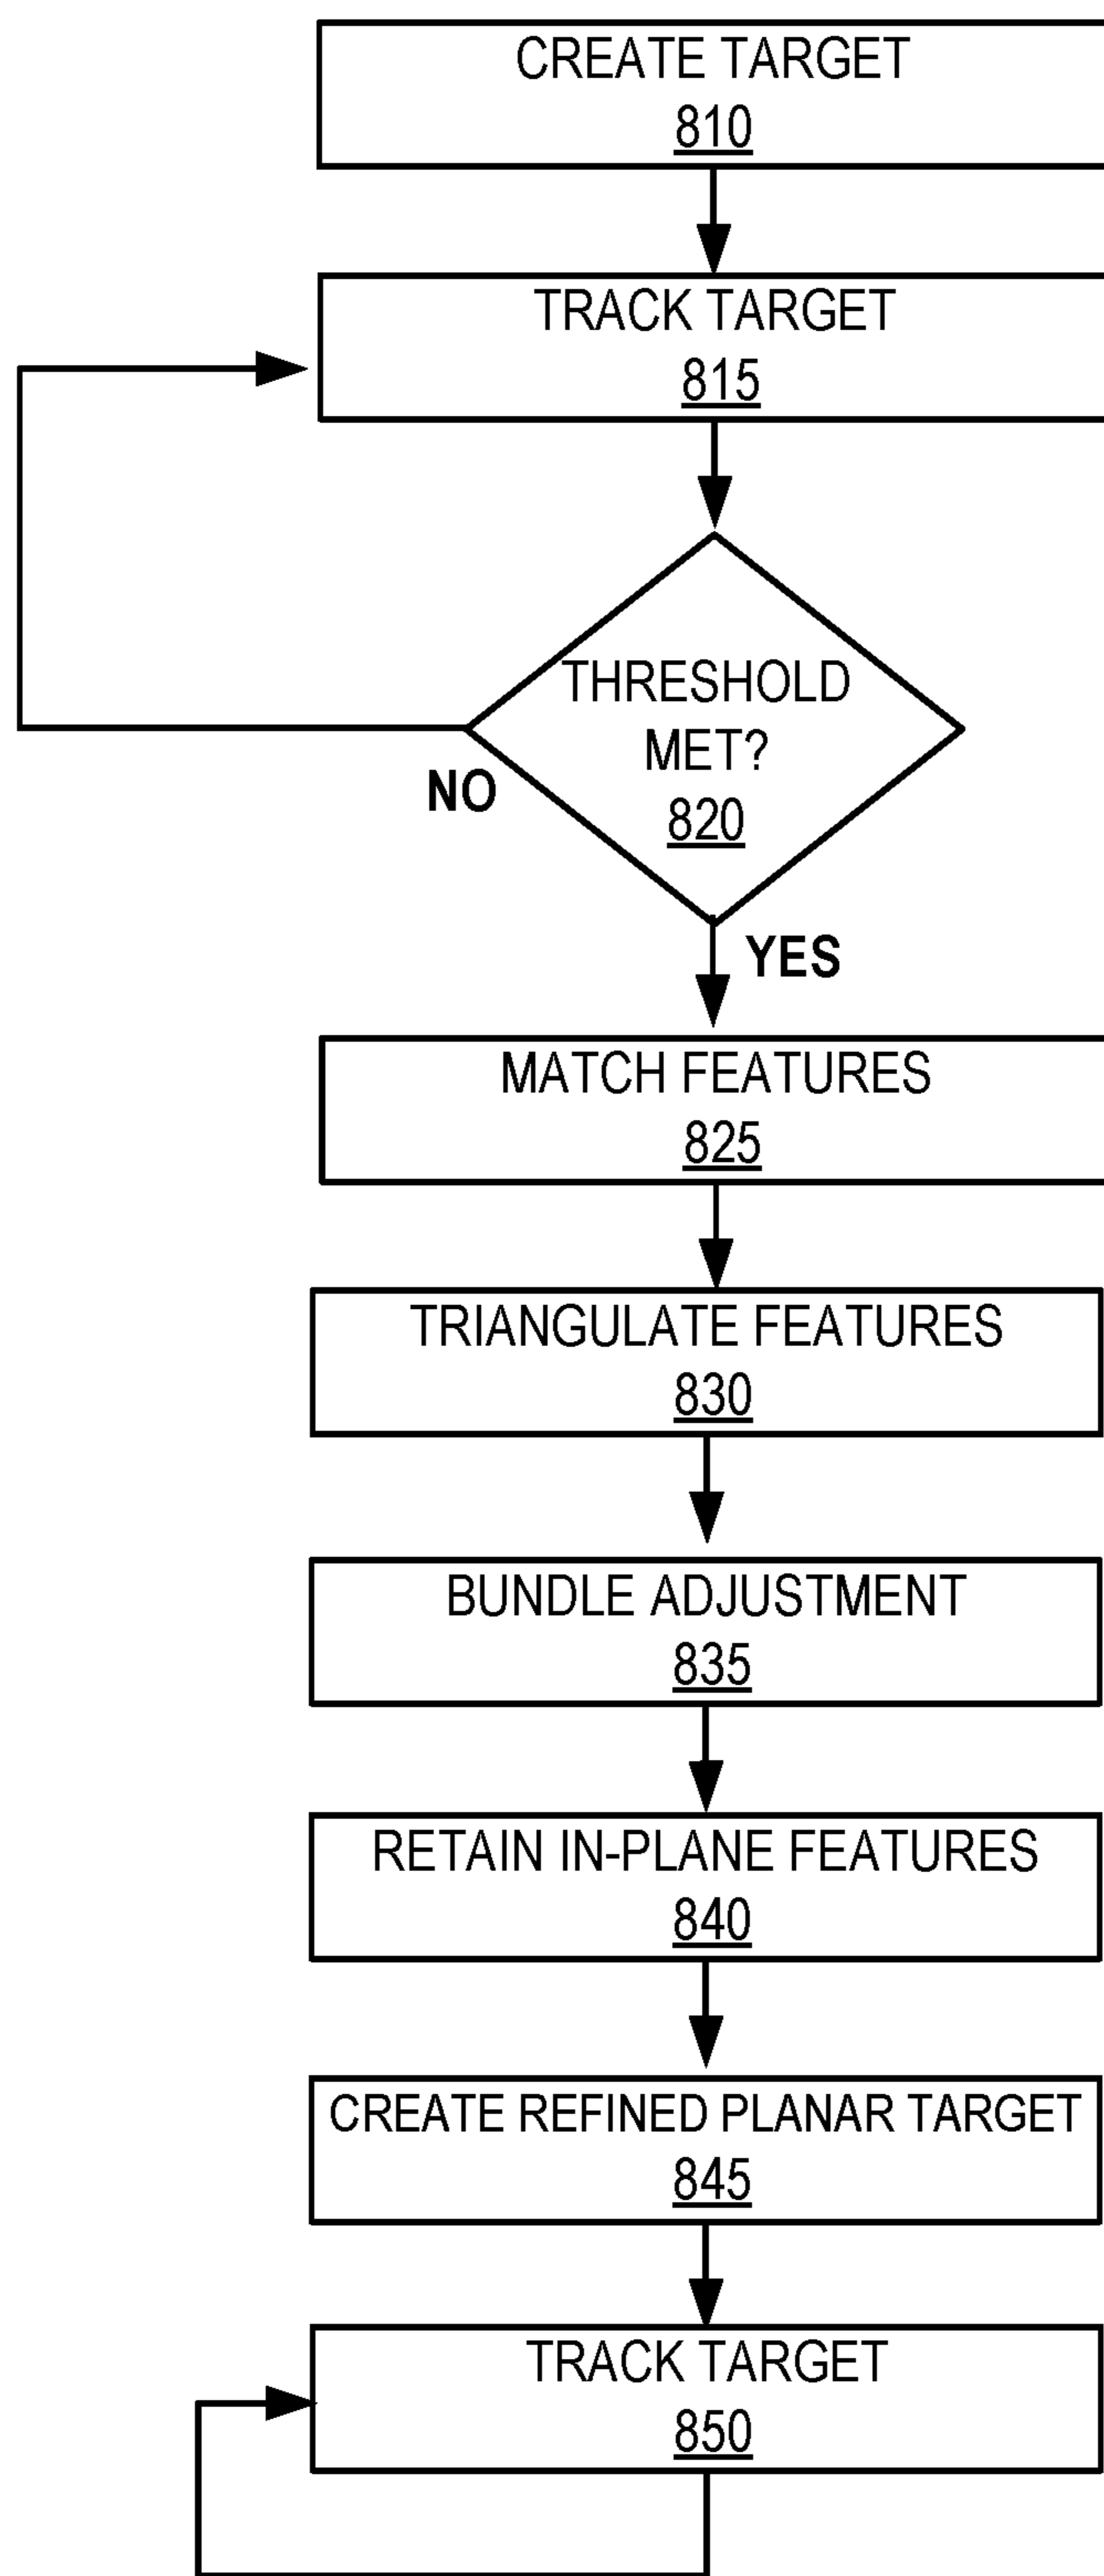 CREATE TARGET
810
TRACK TARGET
815
THRESHOLD
MET?
820
NO
YES
MATCH FEATURES
825
TRIANGULATE FEATURES
830
BUNDLE ADJUSTMENT
835
RETAIN IN-PLANE FEATURES
840
CREATE REFINED PLANAR TARGET
845
TRACK TARGET
850